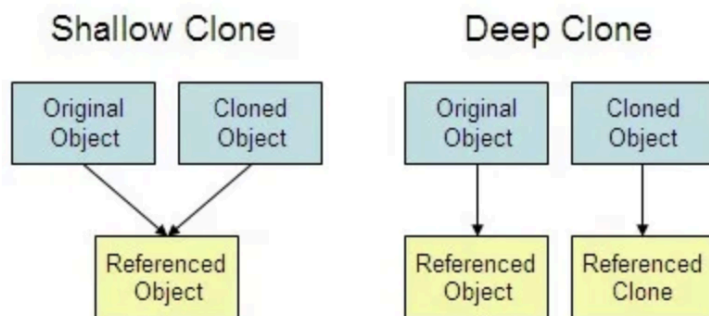 Shallow Clone
Deep Clone
Original
Object
Cloned
Object
Original
Object
Cloned
Object
Referenced
Object
Referenced
Object
Referenced
Clone